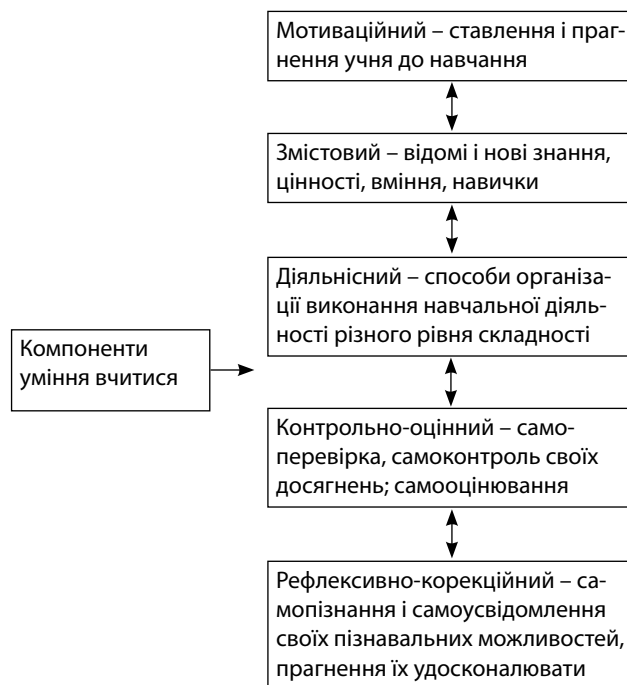 Мотиваційний – ставлення і праг-
нення учня до навчання
Змістовий – відомі і нові знання,
цінності, вміння, навички
Діяльнісний – способи організа-
ції виконання навчальної діяль-
ності різного рівня складності
Компоненти
уміння вчитися
Контрольно-оцінний – само-
перевірка, самоконтроль своїх
досягнень; самооцінювання
Рефлексивно-корекційний – са-
мопізнання і самоусвідомлення
своїх пізнавальних можливостей,
прагнення їх удосконалювати